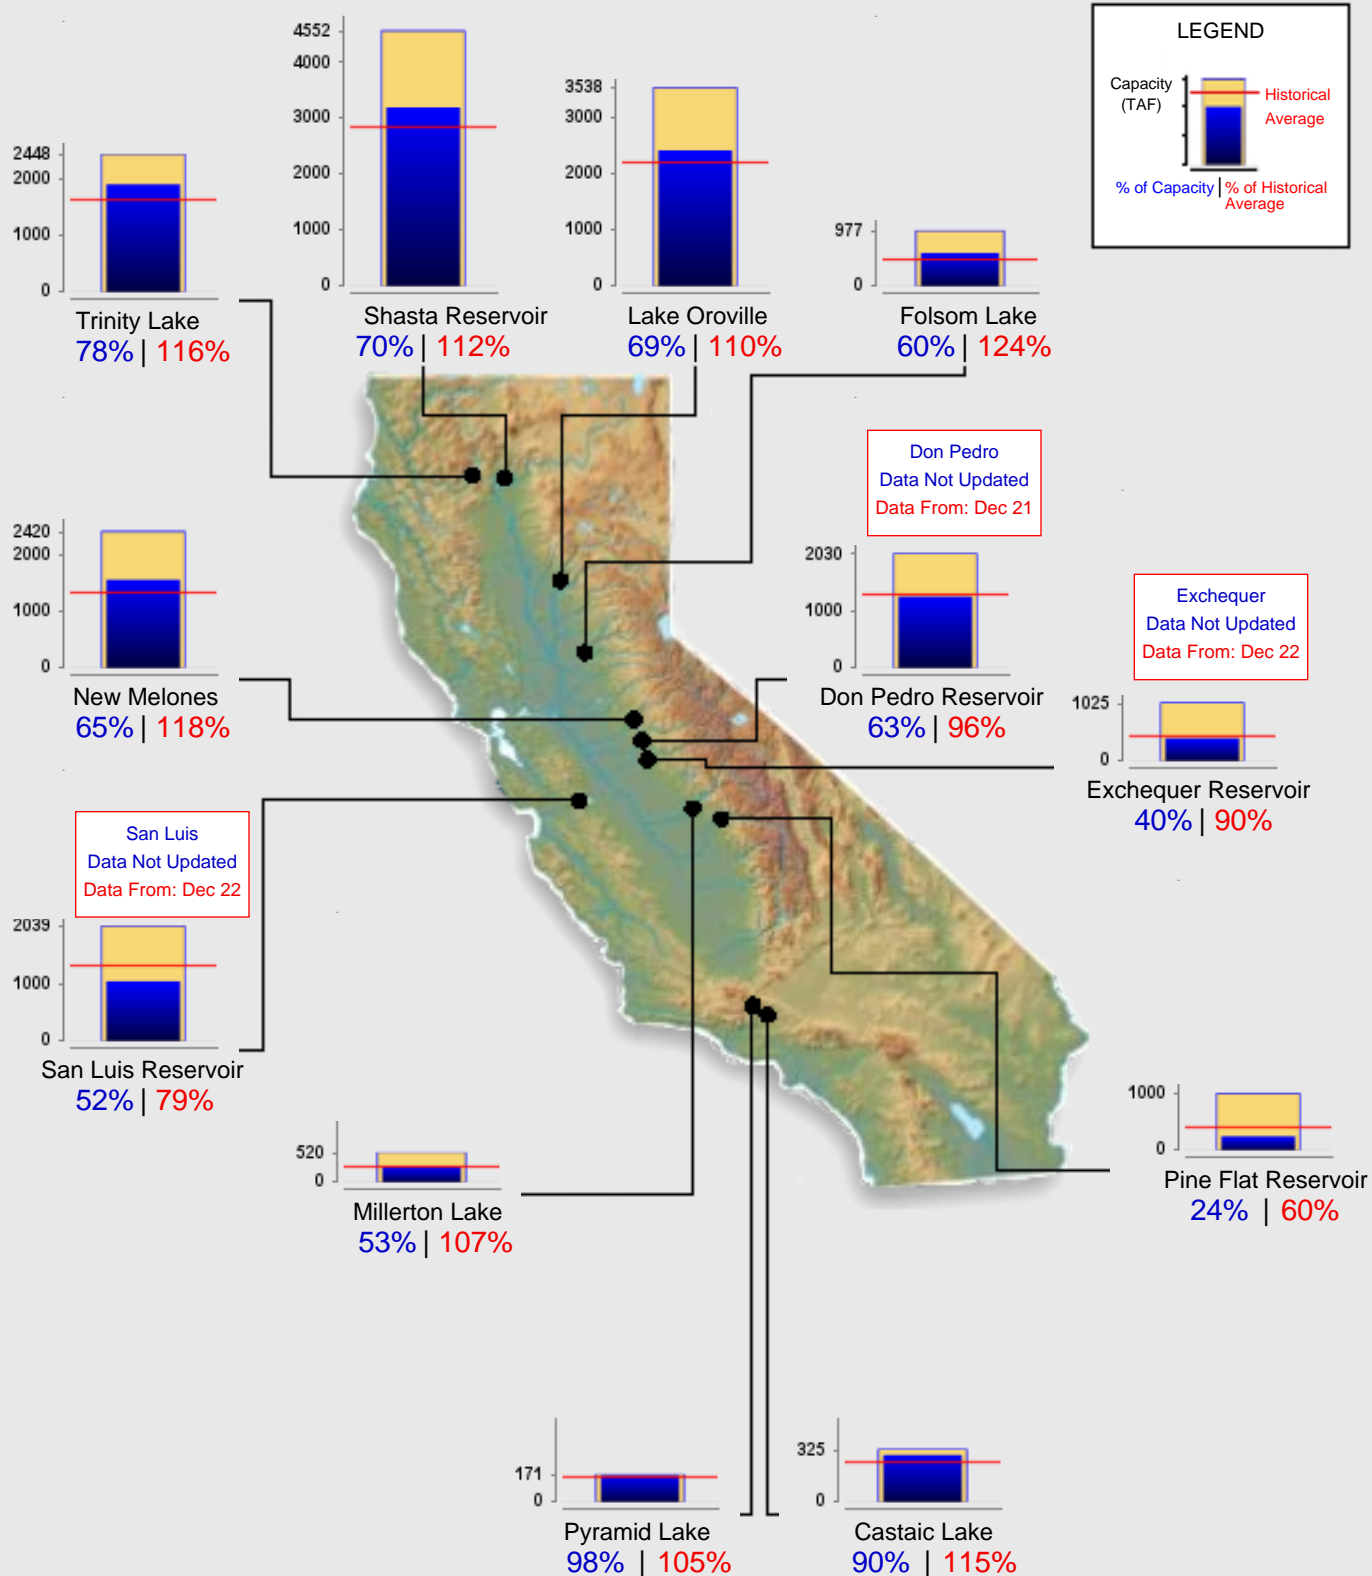 LEGEND
Capacity
(TAF)
Historical
Average
% of Capacity | % of Historical
Average
4552
4000
3000
2000
1000
0
Shasta Reservoir
70% | 112%
3538
3000
2000
1000
0
Lake Oroville
69% | 110%
2448
2000
1000
0
Trinity Lake
78% | 116%
977
0
Folsom Lake
60% | 124%
Don Pedro
Data Not Updated
Data From: Dec 21
2030
1000
0
Don Pedro Reservoir
63% | 96%
2420
2000
1000
0
New Melones
65% | 118%
Exchequer
Data Not Updated
Data From: Dec 22
1025
0
Exchequer Reservoir
40% | 90%
San Luis
Data Not Updated
Data From: Dec 22
2039
1000
0
San Luis Reservoir
52% | 79%
1000
0
Pine Flat Reservoir
24% | 60%
520
0
Millerton Lake
53% | 107%
171
0
Pyramid Lake
98% | 105%
325
0
Castaic Lake
90% | 115%